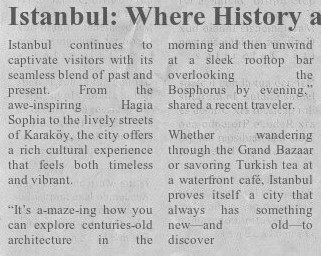 Istanbul: Where History a
Istanbul continues to
captivate visitors with its
seamless blend of past and
present. From the
awe-inspiring Hagia
Sophia to the lively streets
of Karaköy, the city offers
a rich cultural experience
that feels both timeless
and vibrant.
“It’s a-maze-ing how you
can explore centuries-old
architecture in the
morning and then unwind
at a sleek rooftop bar
overlooking the
Bosphorus by evening,”
shared a recent traveler.
Whether wandering
through the Grand Bazaar
or savoring Turkish tea at
a waterfront café, Istanbul
proves itself a city that
always has something
new—and old—to
discover